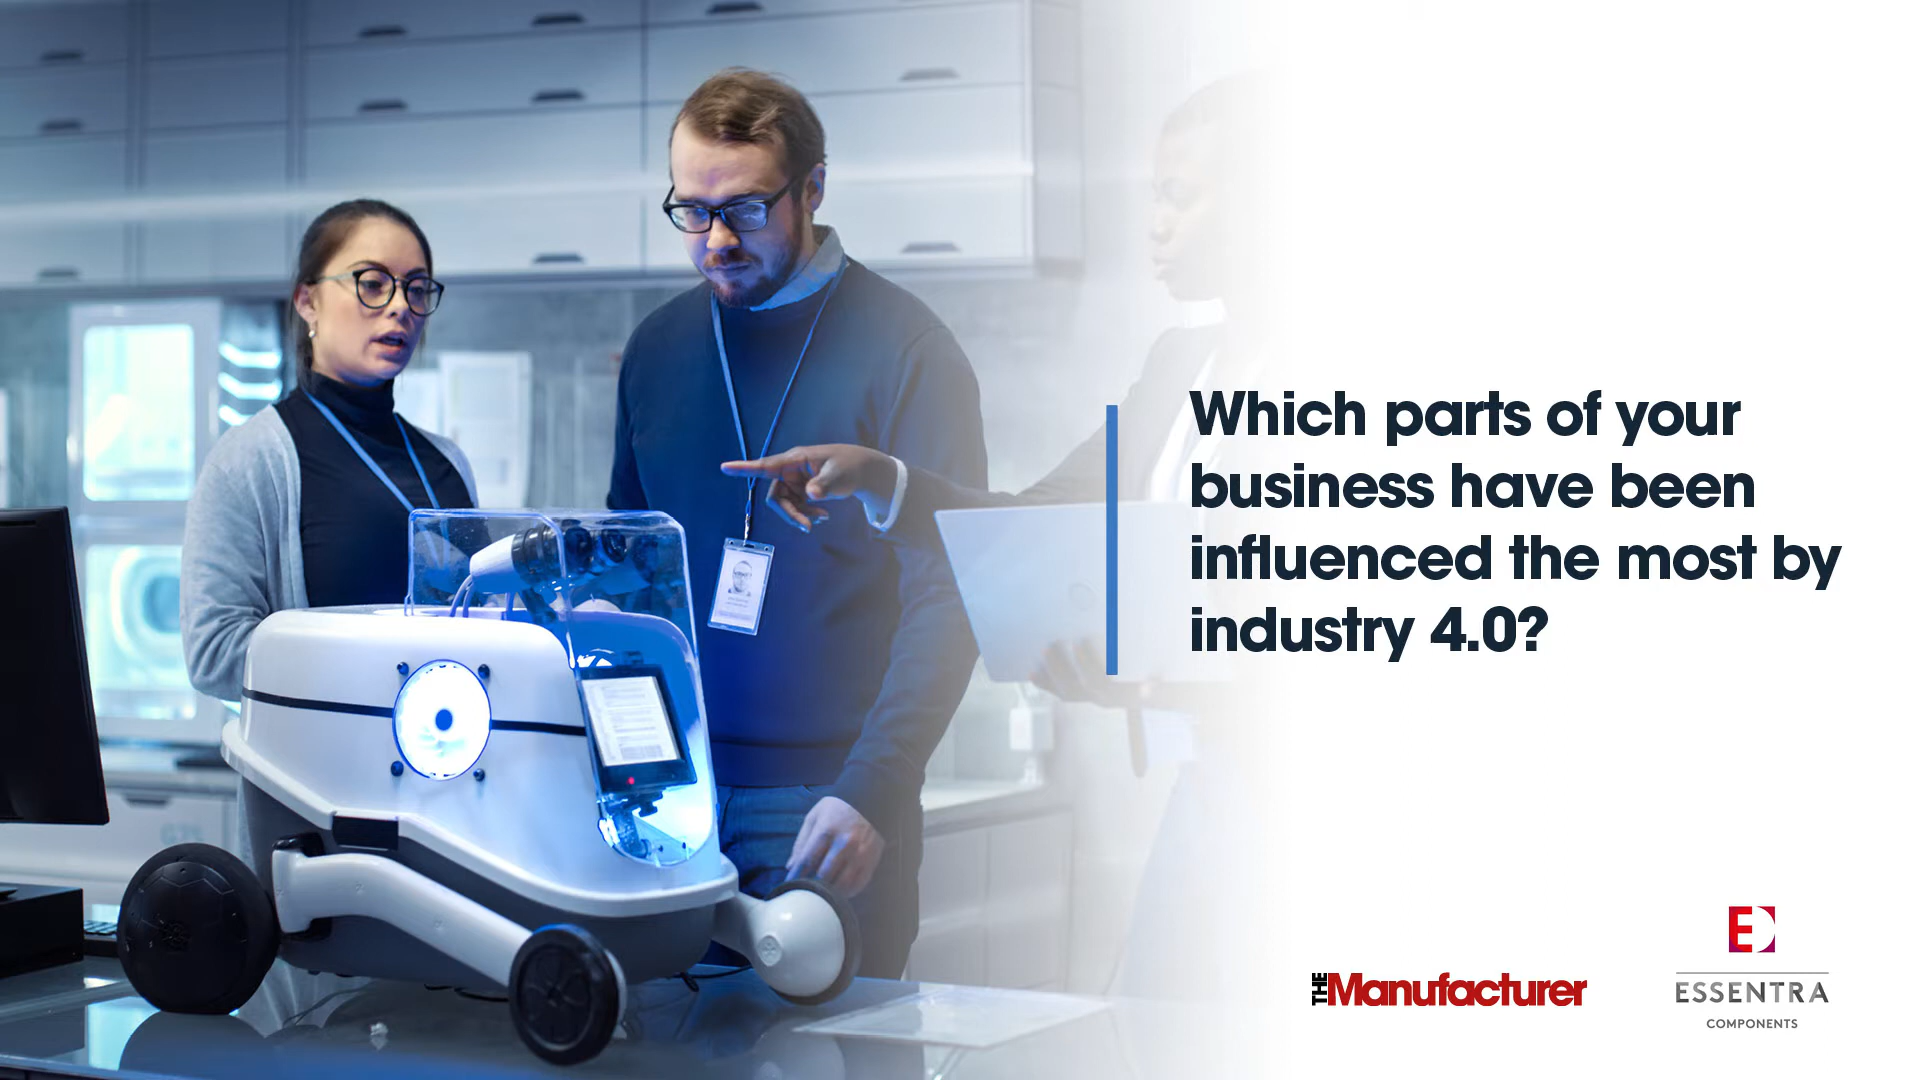 Which parts of your
business have been
influenced the most by
industry 4.0?
THE Manufacturer
ESSENTRA
COMPONENTS